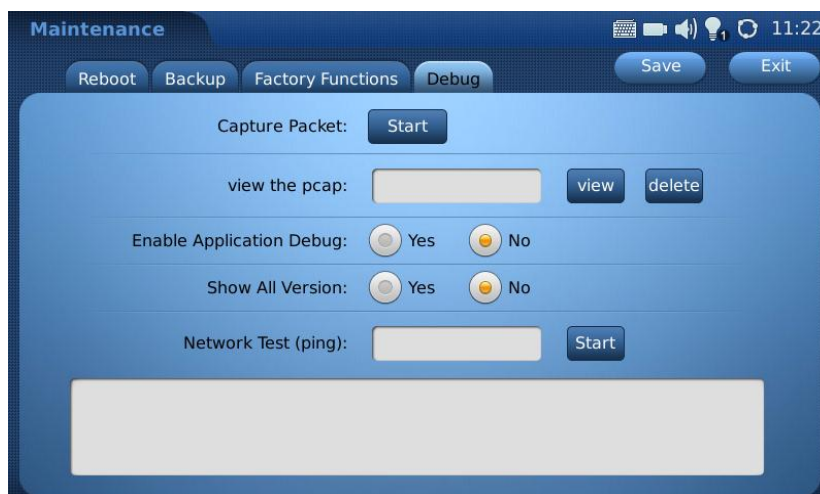 Maintenance 1 11:22
Reboot Backup Factory Functions Debug Save Exit
Capture Packet: Start
view the pcap: view delete
Enable Application Debug: Yes No
Show All Version: Yes No
Network Test (ping): Start